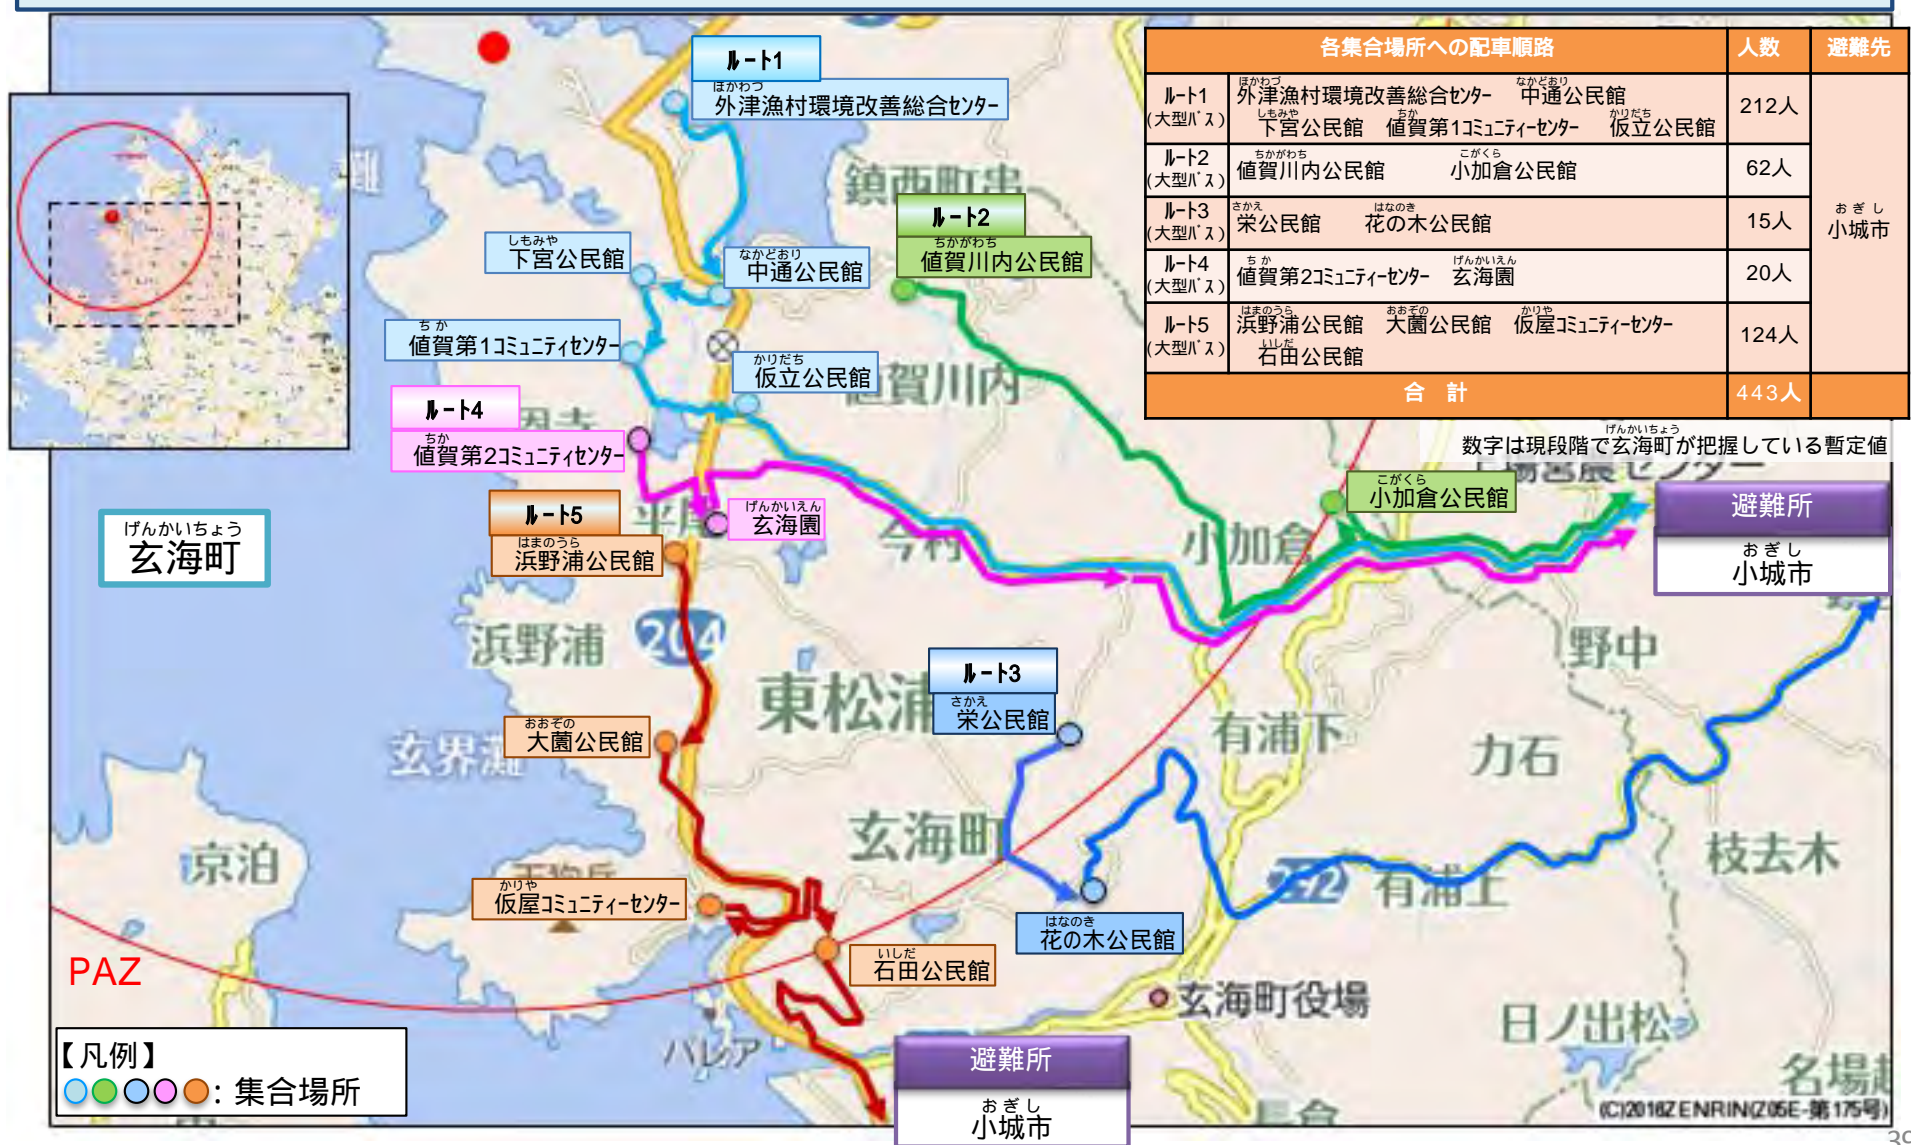 ルート1
ほかわづ
外津漁村環境改善総合センター
ルート2
ちかがわち
値賀川内公民館
しもみや
下宮公民館
なかどおり
中通公民館
ちか
値賀第1コミュニティセンター
かりだち
仮立公民館
ルート4
ちか
値賀第2コミュニティセンター
げんかいえん
玄海園
ルート5
はまのうら
浜野浦公民館
こがくら
小加倉公民館
げんかいちょう
玄海町
ルート3
さかえ
栄公民館
おおぞの
大薗公民館
かりや
仮屋コミュニティーセンター
はなのき
花の木公民館
いしだ
石田公民館
各集合場所への配車順路 人数 避難先
ルート1
(大型バス)
ほかわづ なかどおり
外津漁村環境改善総合センター 中通公民館
しもみや ちか かりだち
下宮公民館 値賀第1コミュニティーセンター 仮立公民館
212人
ルート2
(大型バス)
ちかがわち こがくら
値賀川内公民館 小加倉公民館
62人
ルート3
(大型バス)
さかえ はなのき
栄公民館 花の木公民館
15人
ルート4
(大型バス)
ちか げんかいえん
値賀第2コミュニティーセンター 玄海園
20人
ルート5
(大型バス)
はまのうら おおぞの かりや
浜野浦公民館 大薗公民館 仮屋コミュニティーセンター
いしだ
石田公民館
124人
おぎし
小城市
合 計 443人
げんかいちょう
数字は現段階で玄海町が把握している暫定値
避難所
おぎし
小城市
避難所
おぎし
小城市
鎮西町串
値賀川内
今村
小加倉
平尾
浜野浦
204
東松浦
玄界灘
玄海町
有浦下
力石
野中
枝去木
有浦上
京泊
玄海町役場
日ノ出松
パレア
PAZ
【凡例】
: 集合場所
(C)2016ZENRIN(Z05E-第175号)
39